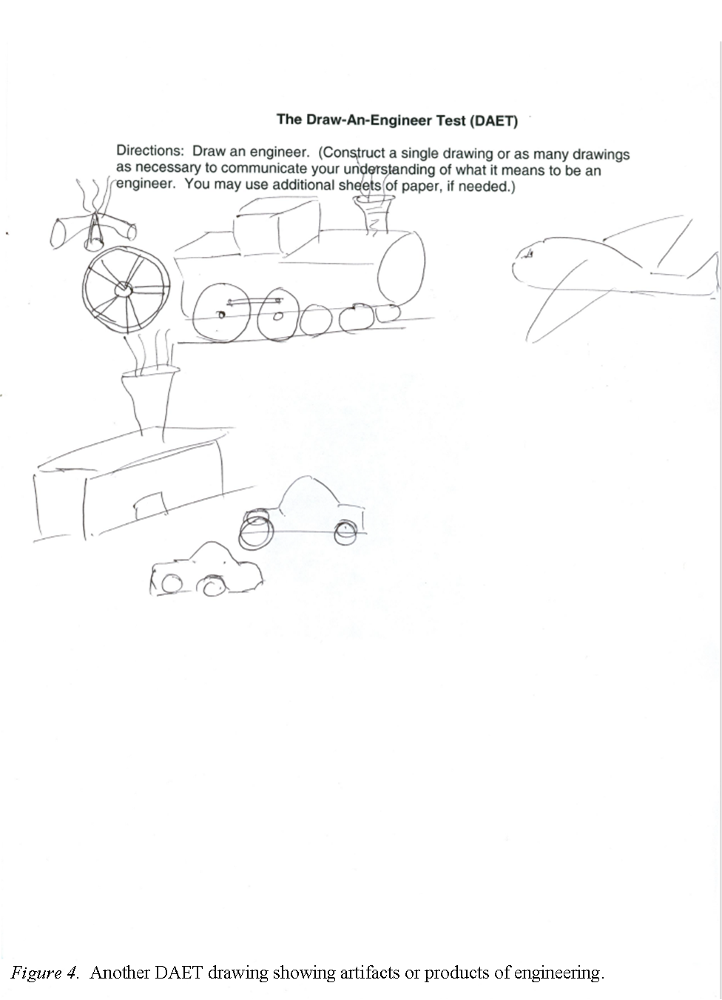 The Draw-An-Engineer Test (DAET)
Directions: Draw an engineer. (Construct a single drawing or as many drawings
as necessary to communicate your understanding of what it means to be an
engineer. You may use additional sheets of paper, if needed.)
Figure 4. Another DAET drawing showing artifacts or products of engineering.